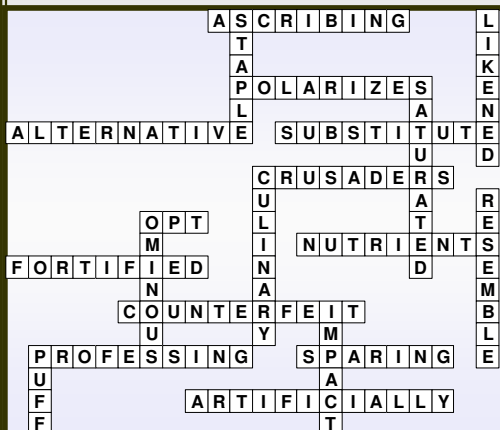 ASCRIBING
STAPLE
LIKENED
POLARIZES
SATURATED
ALTERNATIVE
SUBSTITUTE
CRUSADERS
CULINARY
RESEMBLE
OPT
OMINOUS
NUTRIENTS
FORTIFIED
COUNTERFEIT
IMPACT
PROFESSING
SPARING
PUFF
ARTIFICIALLY